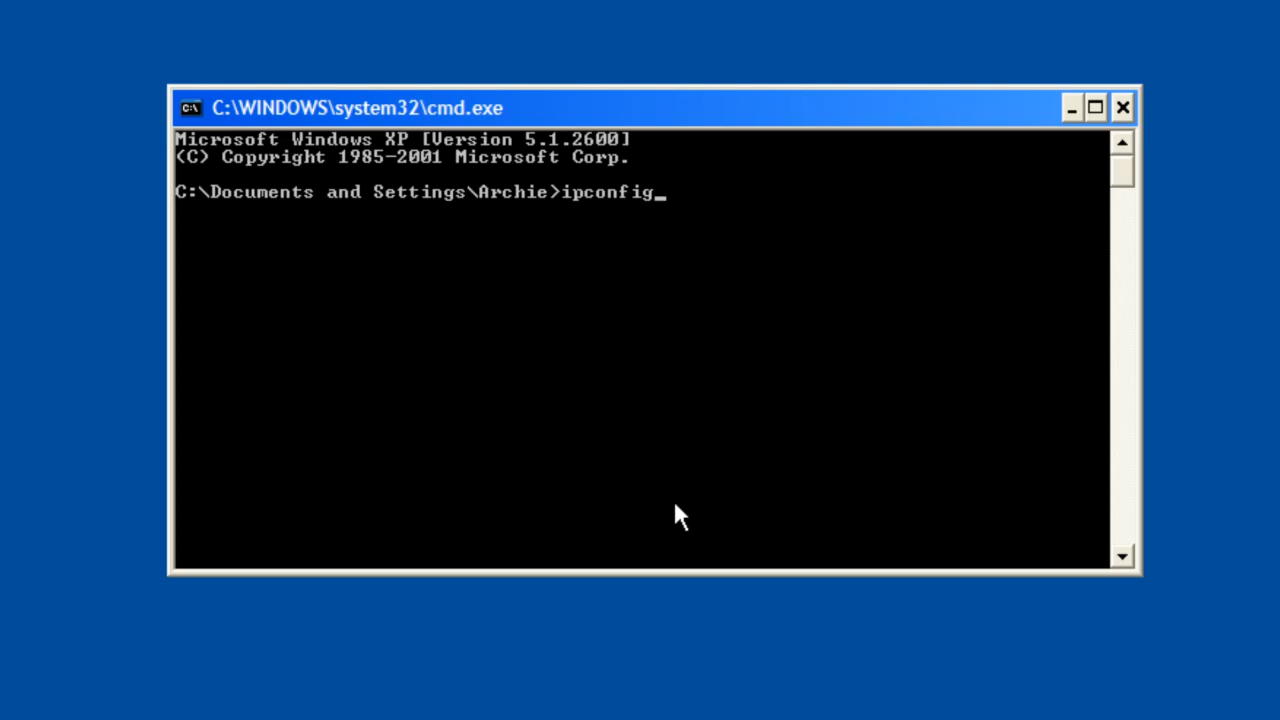 C:\WINDOWS\system32\cmd.exe
Microsoft Windows XP [Version 5.1.2600]
(C) Copyright 1985-2001 Microsoft Corp.
C:\Documents and Settings\Archie>ipconfig_